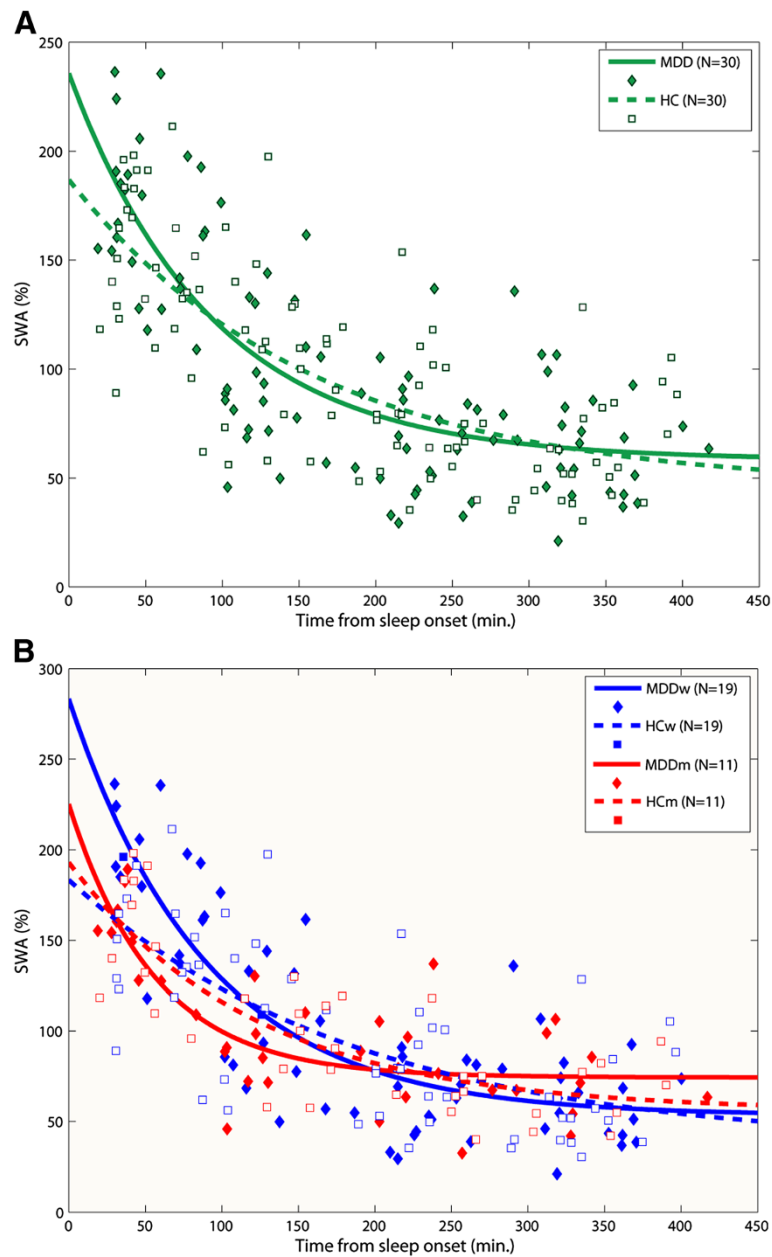 A
250
200
150
100
50
0
SWA (%)
MDD (N=30)
HC (N=30)
0 50 100 150 200 250 300 350 400 450
Time from sleep onset (min.)
B
300
250
200
150
100
50
0
SWA (%)
MDDw (N=19)
HCw (N=19)
MDDm (N=11)
HCm (N=11)
0 50 100 150 200 250 300 350 400 450
Time from sleep onset (min.)